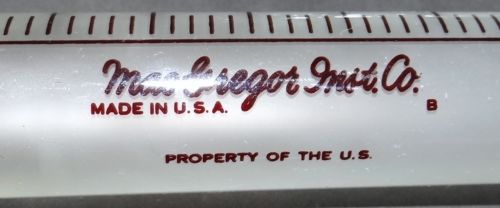 MacGregor Inst. Co.
MADE IN U.S.A. B
PROPERTY OF THE U.S.